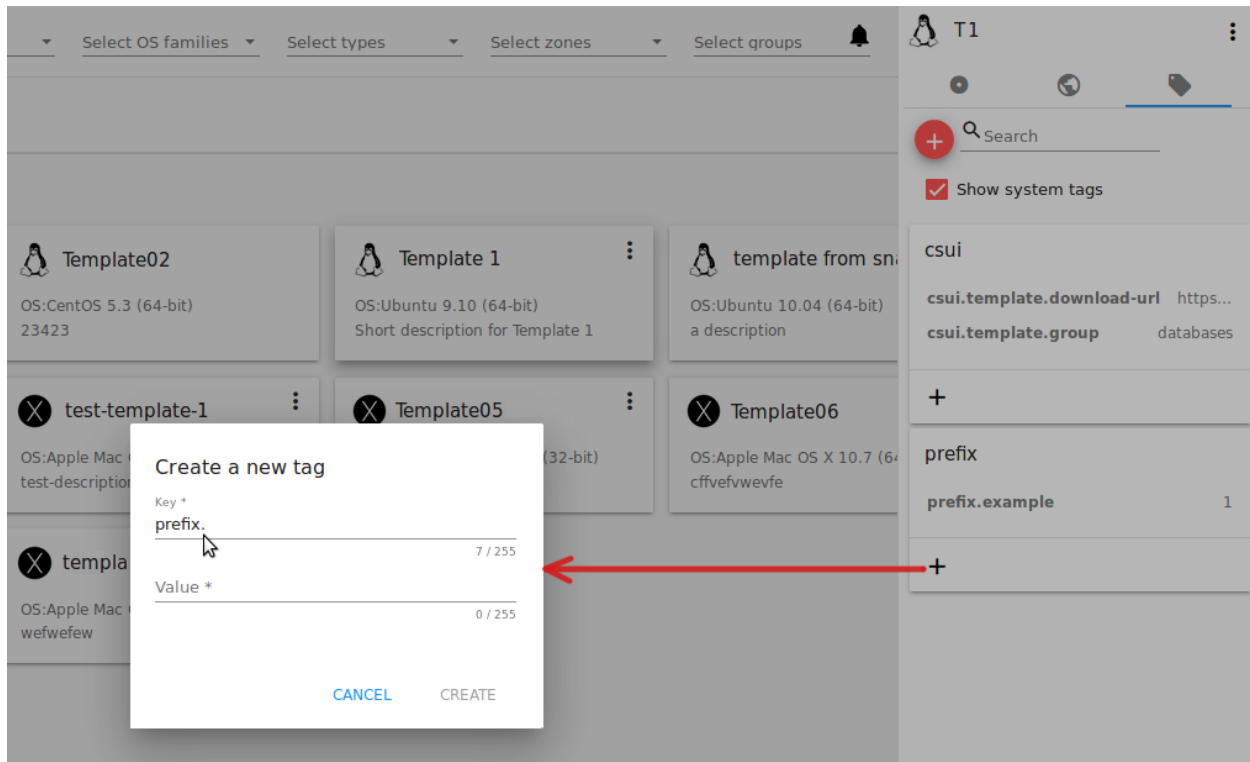 Select OS families
Select types
Select zones
Select groups
Template02
OS:CentOS 5.3 (64-bit)
23423
Template 1
OS:Ubuntu 9.10 (64-bit)
Short description for Template 1
template from sna
OS:Ubuntu 10.04 (64-bit)
a description
test-template-1
OS:Apple Mac
test-description
Template05
(32-bit)
Template06
OS:Apple Mac OS X 10.7 (64
cffvefvwevfe
templa
OS:Apple Mac
wefwefew
Create a new tag
Key *
prefix.
7 / 255
Value *
0 / 255
CANCEL
CREATE
T1
Search
Show system tags
csui
csui.template.download-url https...
csui.template.group databases
+
prefix
prefix.example 1
+